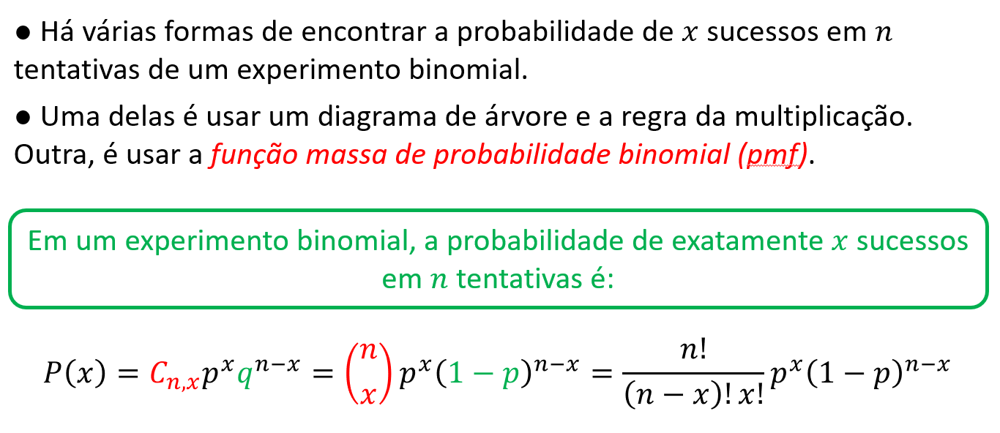 ● Há várias formas de encontrar a probabilidade de 𝑥 sucessos em 𝑛
tentativas de um experimento binomial.
● Uma delas é usar um diagrama de árvore e a regra da multiplicação.
Outra, é usar a função massa de probabilidade binomial (pmf).
Em um experimento binomial, a probabilidade de exatamente 𝑥 sucessos
em 𝑛 tentativas é:
P(x) = C_{n,x} p^x q^{n−x} = \binom{n}{x} p^x (1 − p)^{n−x} = \frac{n!}{(n − x)! x!} p^x (1 − p)^{n−x}